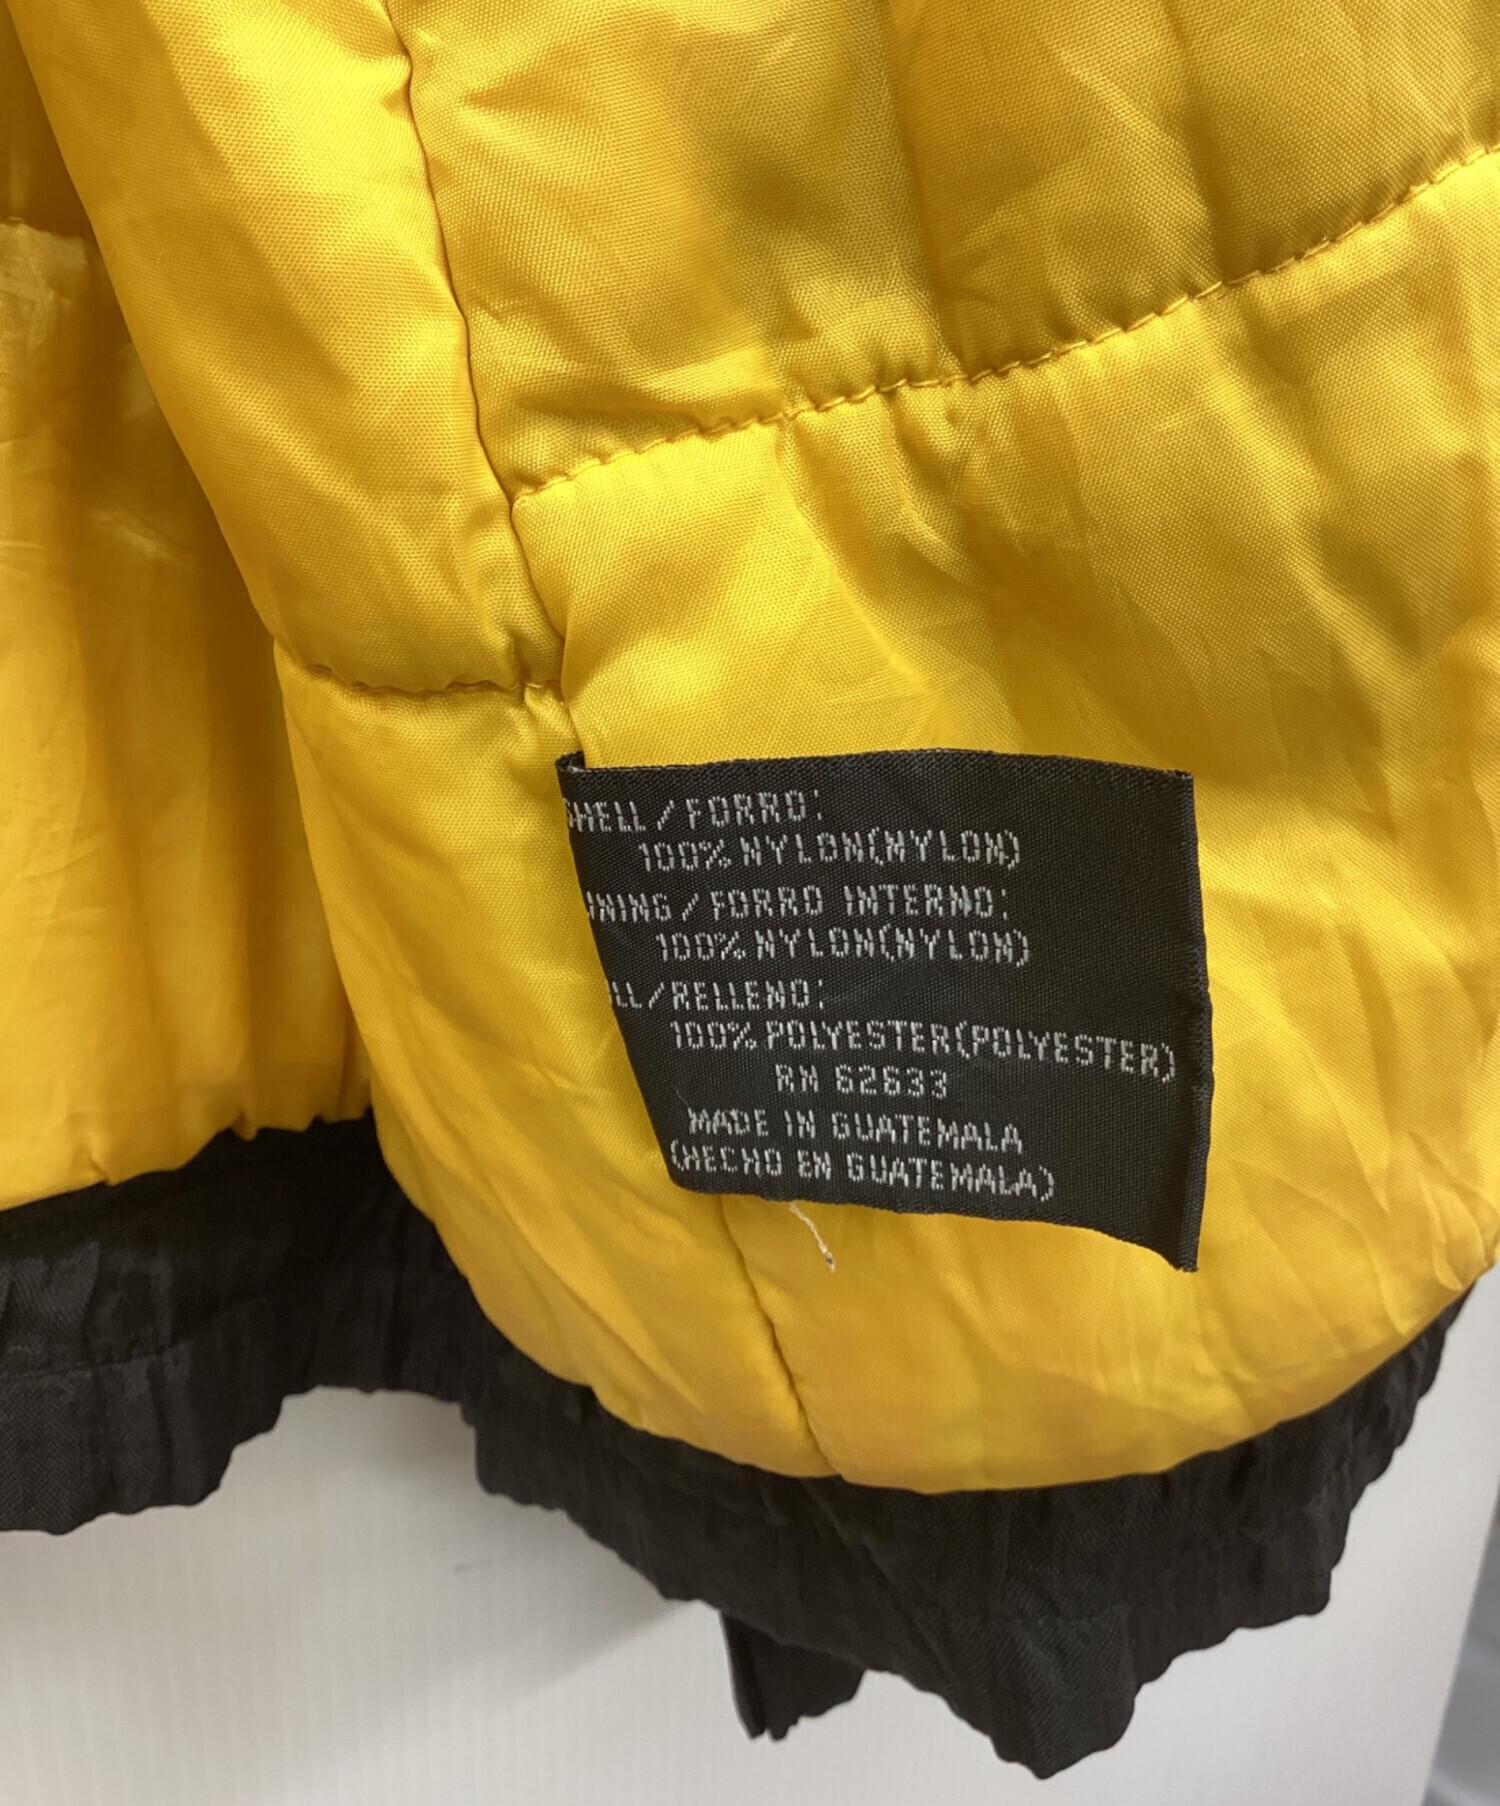 SHELL/FORRO:
100% NYLON(NYLON)
INING/FORRO INTERNO:
100% NYLON(NYLON)
LL/RELLENO:
100% POLYESTER(POLYESTER)
RN 62633
MADE IN GUATEMALA
(HECHO EN GUATEMALA)